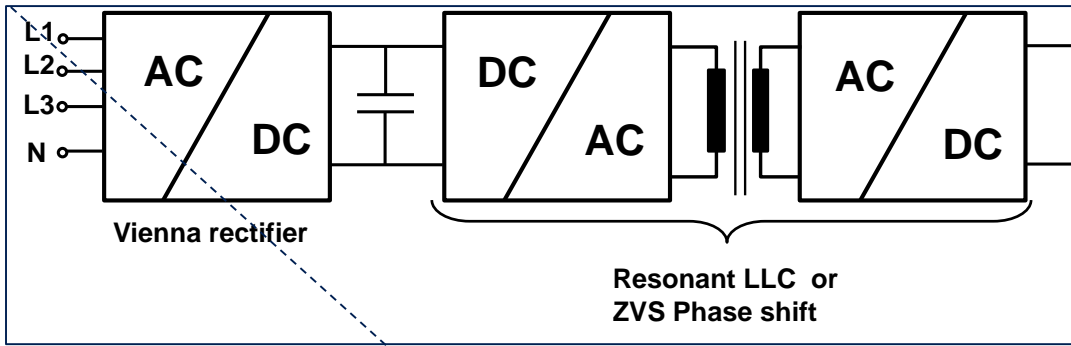 L1
L2
L3
N
AC
DC
DC
AC
AC
DC
Vienna rectifier
Resonant LLC or
ZVS Phase shift